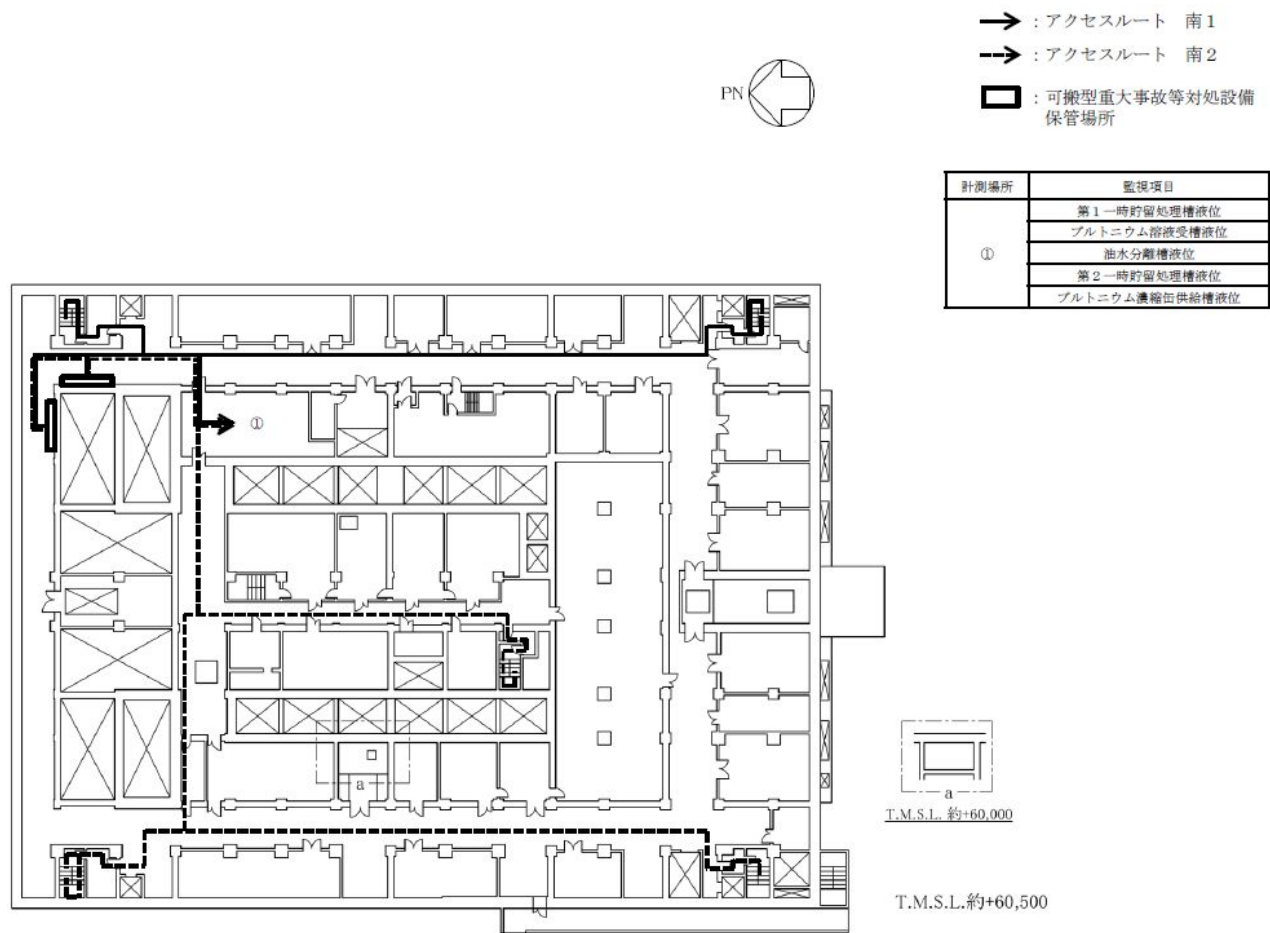 ：アクセスルート　南１
：アクセスルート　南２
：可搬型重大事故等対処設備
保管場所
PN
計測場所
監視項目
①
第１一時貯留処理槽液位
プルトニウム溶液受槽液位
油水分離槽液位
第２一時貯留処理槽液位
プルトニウム濃縮缶供給槽液位
①
a
a
T.M.S.L. 約+60,000
T.M.S.L.約+60,500